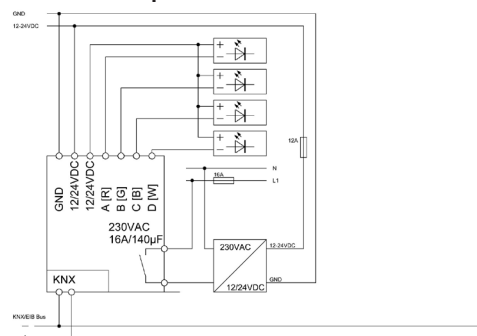 GND
12-24VDC
+
−
+
−
+
−
+
−
12A
N
16A
L1
GND
12/24VDC
12/24VDC
A [R]
B [G]
C [B]
D [W]
230VAC
16A/140µF
230VAC
12-24VDC
GND
12/24VDC
KNX
KNX/EIB Bus